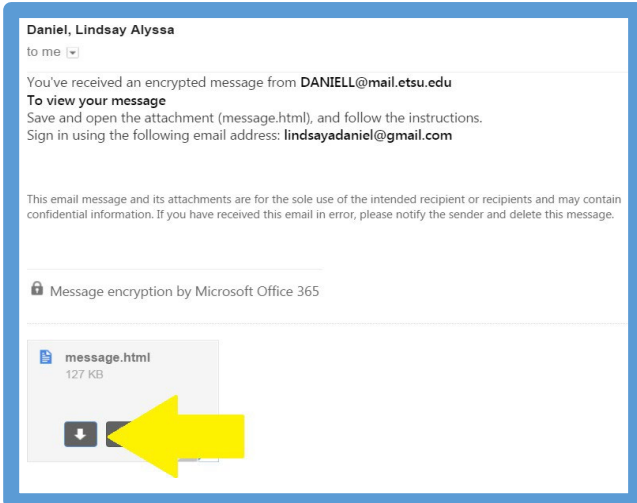 Daniel, Lindsay Alyssa
to me
You've received an encrypted message from DANIELL@mail.etsu.edu
To view your message
Save and open the attachment (message.html), and follow the instructions.
Sign in using the following email address: lindsayadaniel@gmail.com
This email message and its attachments are for the sole use of the intended recipient or recipients and may contain
confidential information. If you have received this email in error, please notify the sender and delete this message.
Message encryption by Microsoft Office 365
message.html
127 KB